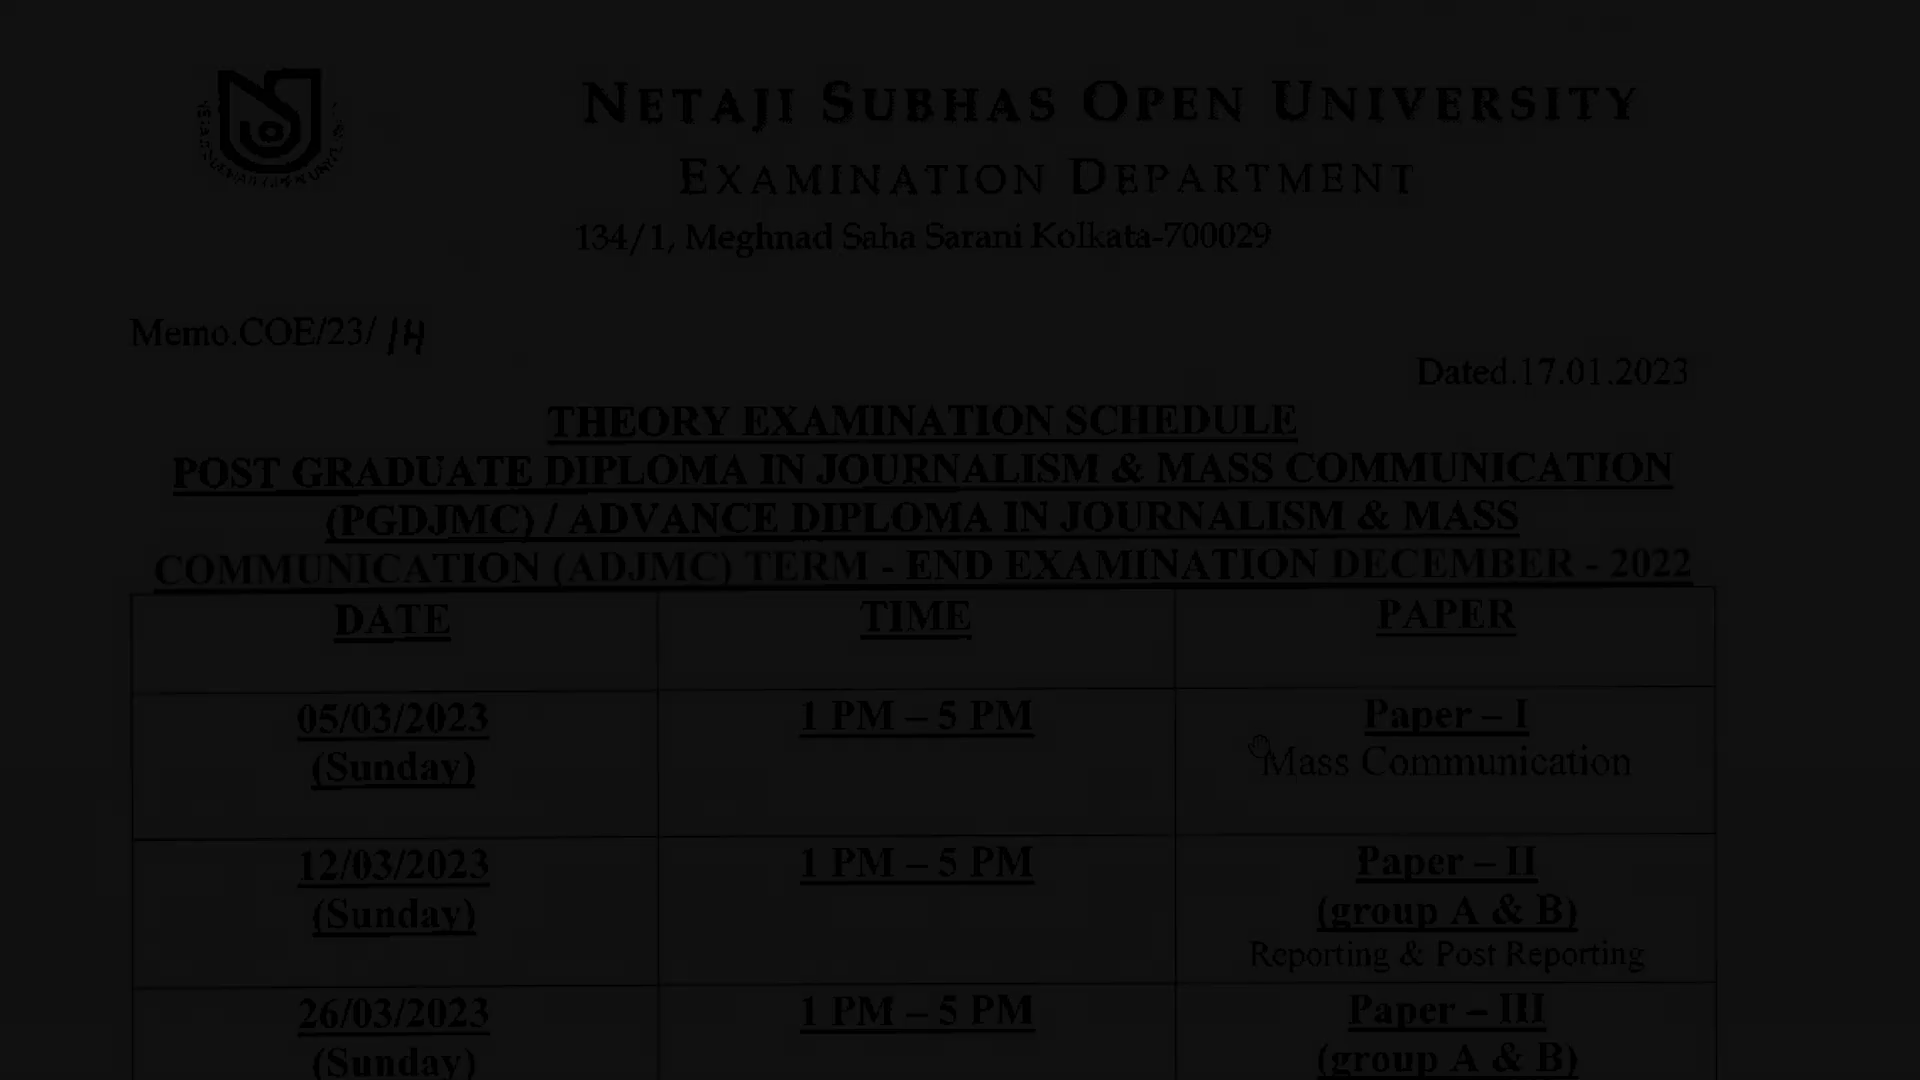 NETAJI SUBHAS OPEN UNIVERSITY
EXAMINATION DEPARTMENT
134/1, Meghnad Saha Sarani Kolkata-700029
Memo.COE/23/ 14
Dated.17.01.2023
THEORY EXAMINATION SCHEDULE
POST GRADUATE DIPLOMA IN JOURNALISM & MASS COMMUNICATION
(PGDJMC) / ADVANCE DIPLOMA IN JOURNALISM & MASS
COMMUNICATION (ADJMC) TERM - END EXAMINATION DECEMBER - 2022
DATE TIME PAPER
05/03/2023 1 PM – 5 PM Paper – I
(Sunday) Mass Communication
12/03/2023 1 PM – 5 PM Paper – II
(Sunday) (group A & B)
Reporting & Post Reporting
26/03/2023 1 PM – 5 PM Paper – III
(Sunday) (group A & B)